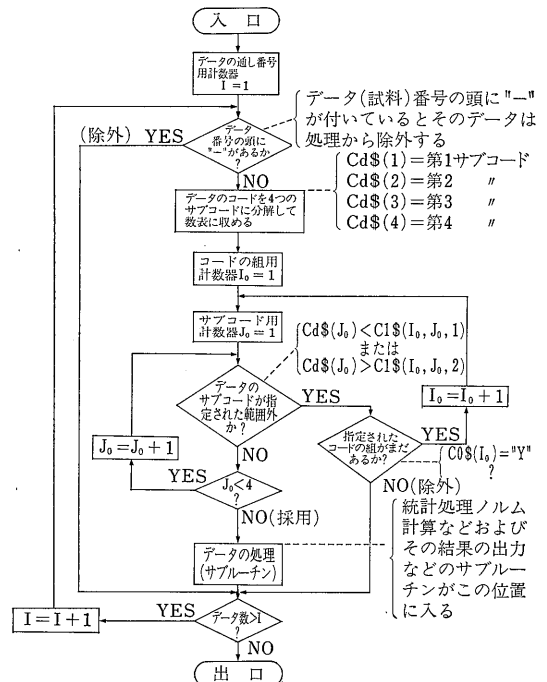 入　口
データの通し番号
用計数器
I＝1
(除外)　YES
データ
番号の頭に
"−"があるか
?
データ(試料)番号の頭に"−"
が付いているとそのデータは
処理から除外する
NO
データのコードを4つの
サブコードに分解して
数表に収める
Cd$(1)＝第1サブコード
Cd$(2)＝第2　〃
Cd$(3)＝第3　〃
Cd$(4)＝第4　〃
コードの組用
計数器I₀＝1
サブコード用
計数器J₀＝1
Cd$(J₀)<C1$(I₀, J₀, 1)
または
Cd$(J₀)>C1$(I₀, J₀, 2)
データの
サブコードが指
定された範囲外
か?
YES
I₀＝I₀＋1
NO
J₀＝J₀＋1
指定された
コードの組がまだ
あるか?
YES
C0$(I₀)＝"Y"
?
YES
J₀<4
?
NO(除外)
NO(採用)
データの処理
(サブルーチン)
統計処理ノルム
計算などおよび
その結果の出力
などのサブルー
チンがこの位置
に入る
I＝I＋1
YES
データ数>I
?
NO
出　口